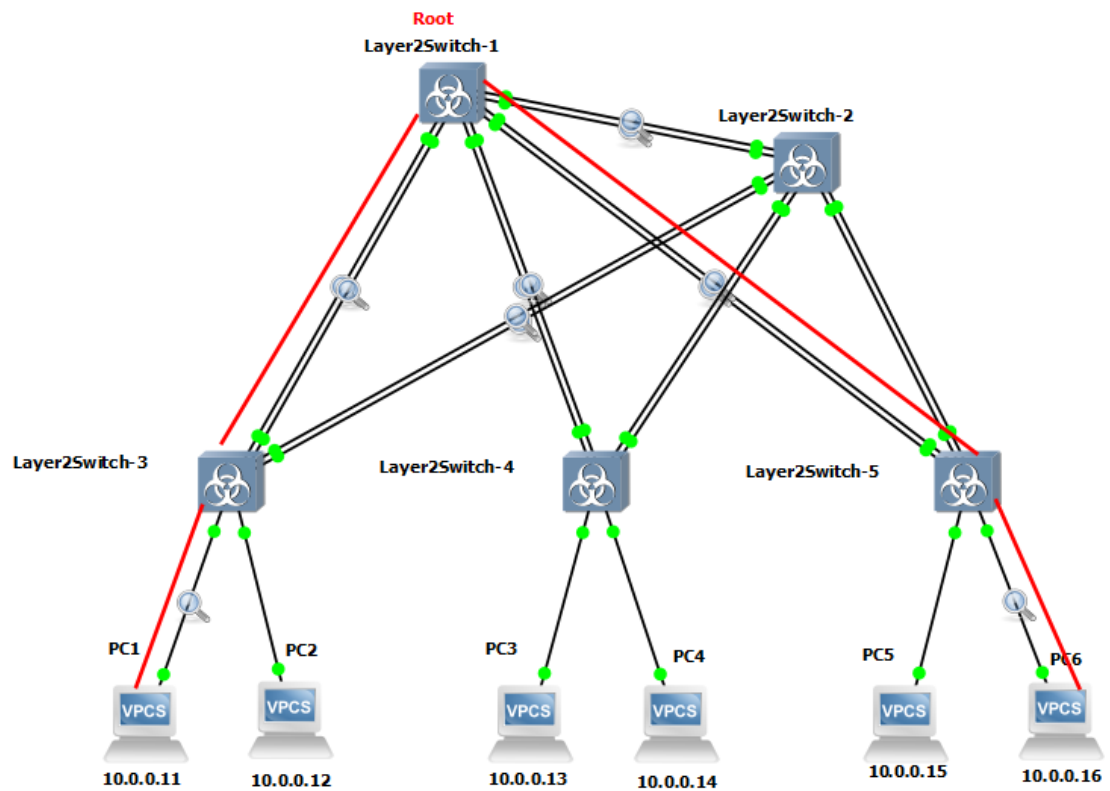 Root
Layer2Switch-1
Layer2Switch-2
Layer2Switch-3
Layer2Switch-4
Layer2Switch-5
PC1
PC2
PC3
PC4
PC5
PC6
VPCS
VPCS
VPCS
VPCS
VPCS
VPCS
10.0.0.11
10.0.0.12
10.0.0.13
10.0.0.14
10.0.0.15
10.0.0.16